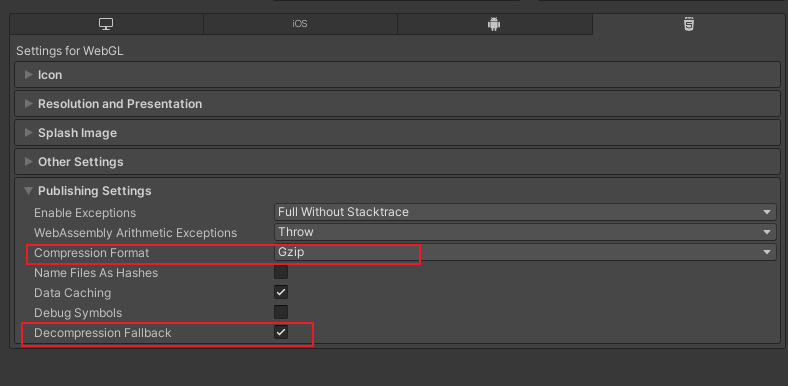 iOS
Settings for WebGL
Icon
Resolution and Presentation
Splash Image
Other Settings
Publishing Settings
Enable Exceptions Full Without Stacktrace
WebAssembly Arithmetic Exceptions Throw
Compression Format Gzip
Name Files As Hashes
Data Caching
Debug Symbols
Decompression Fallback